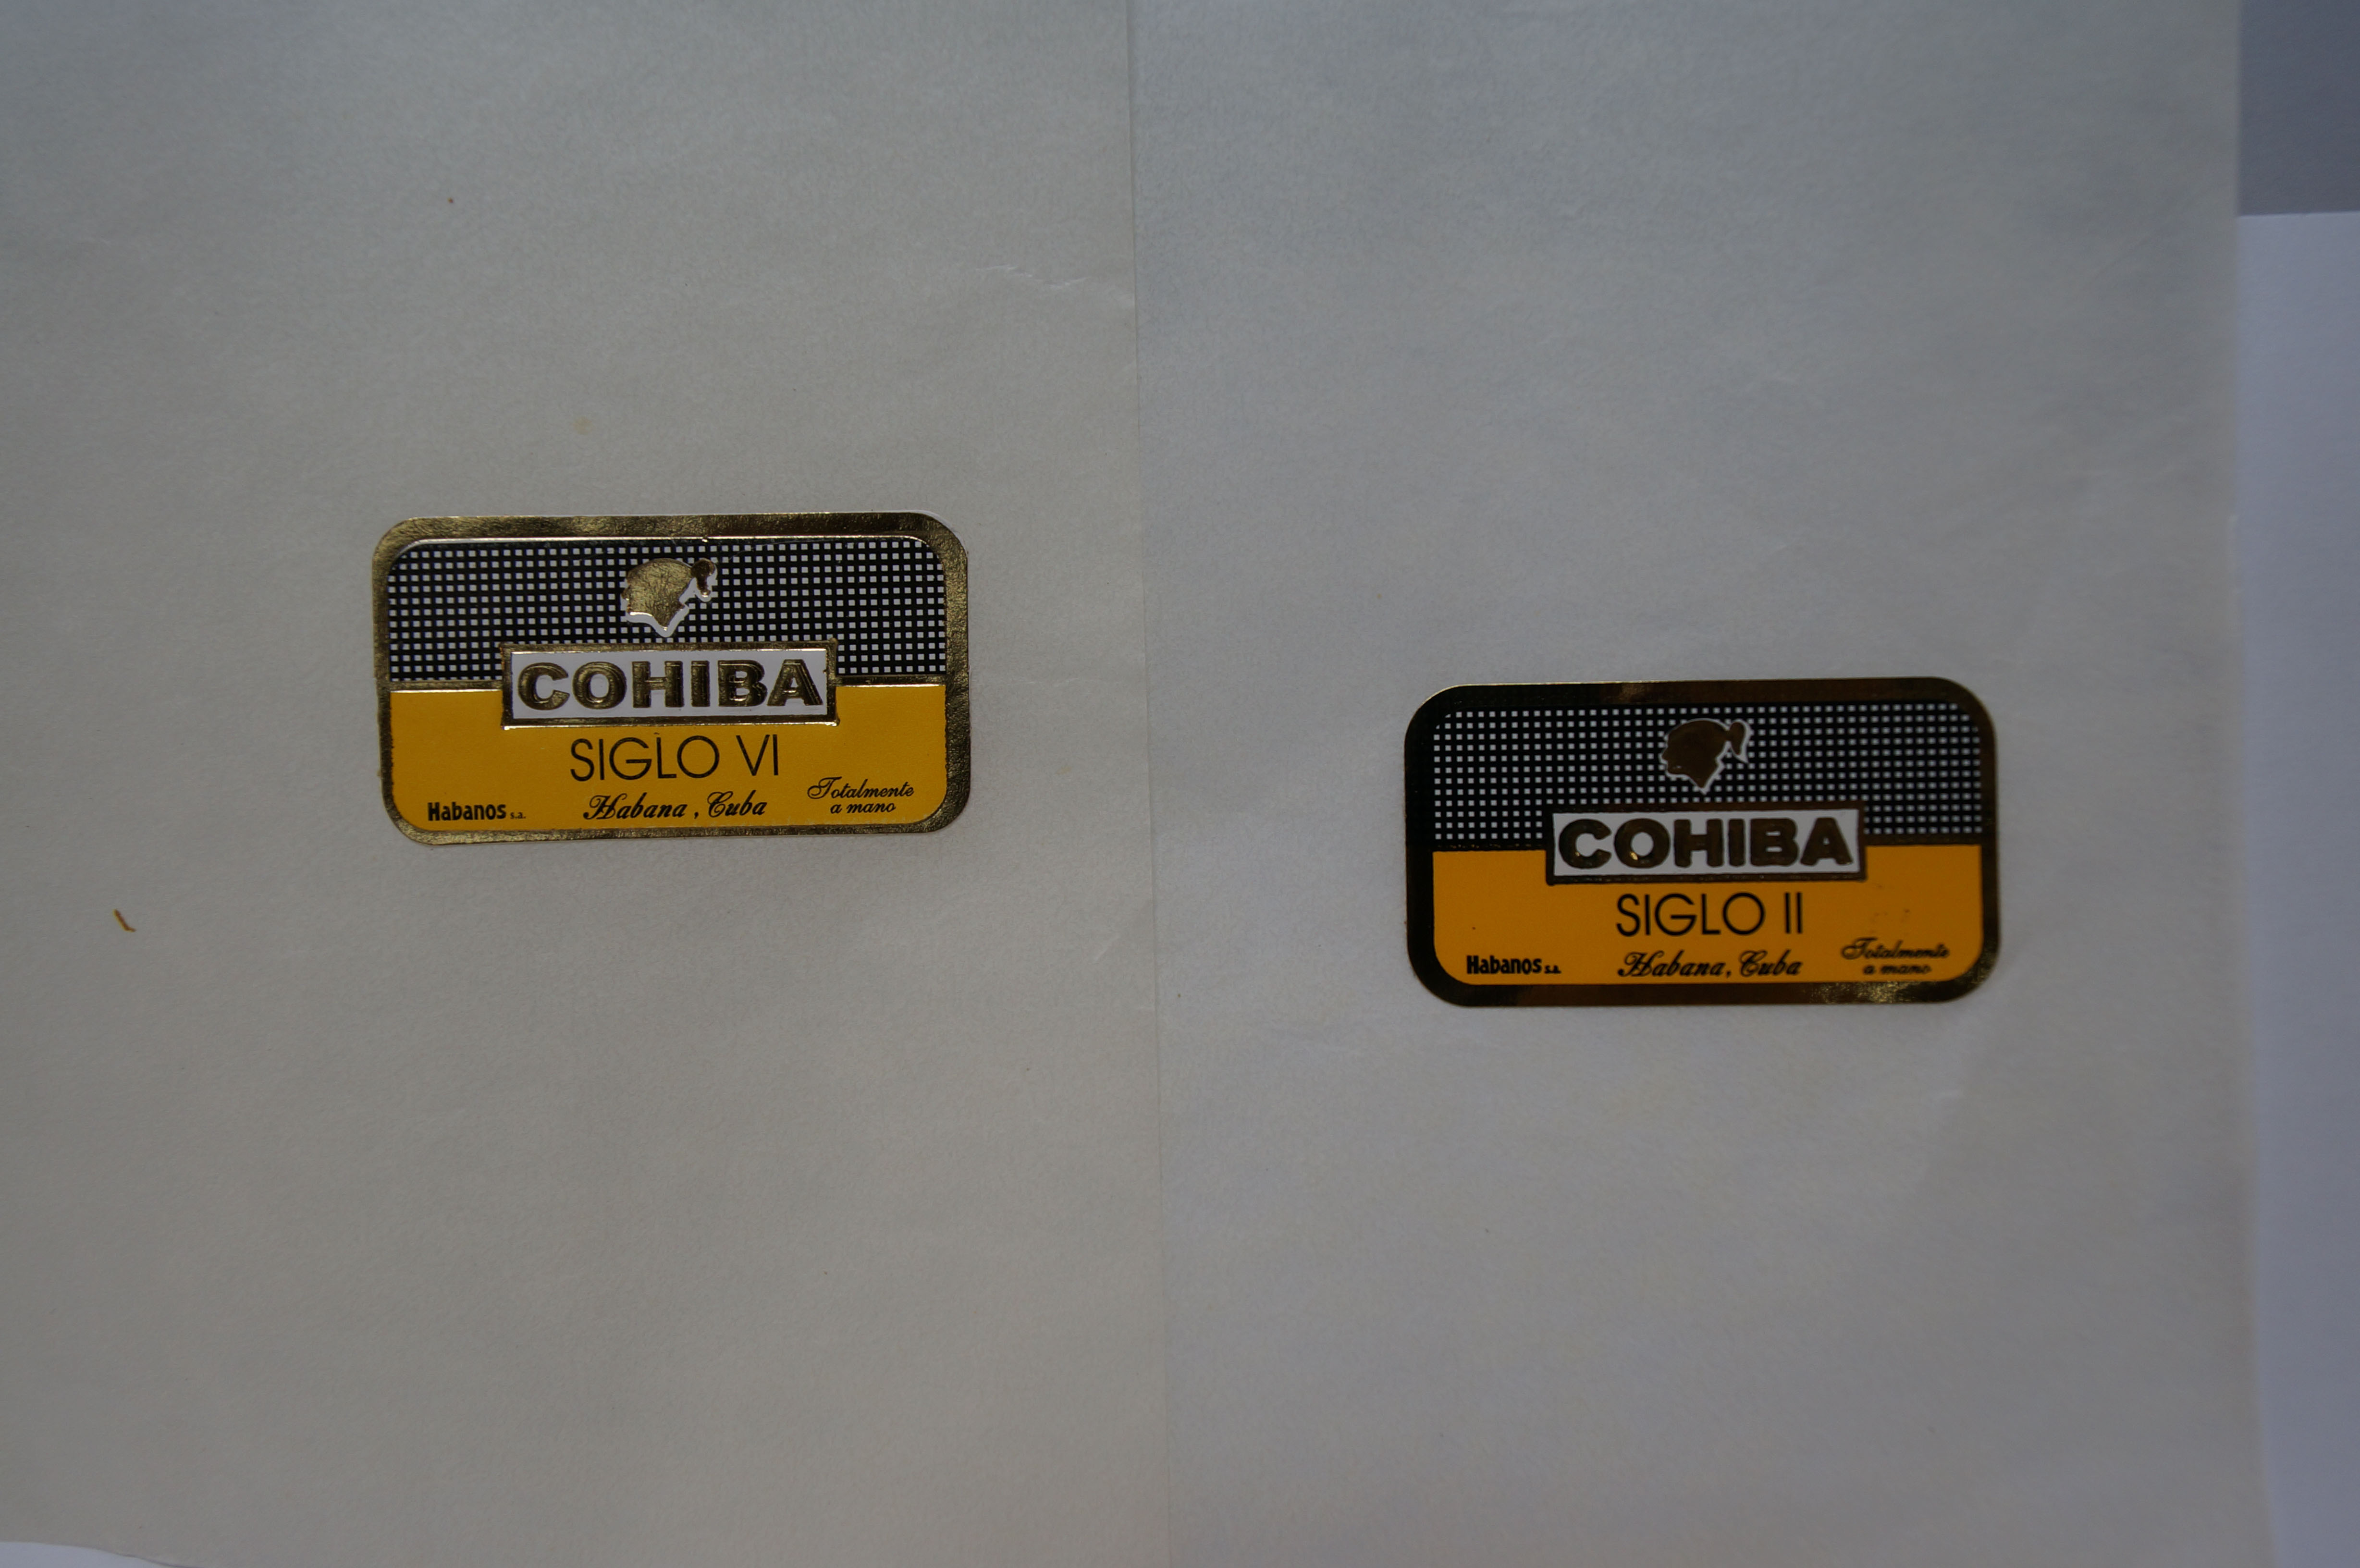 COHIBA
SIGLO VI
Habanos s.a.
Habana, Cuba
Totalmente
a mano
COHIBA
SIGLO II
Habanos s.a.
Habana, Cuba
Totalmente
a mano